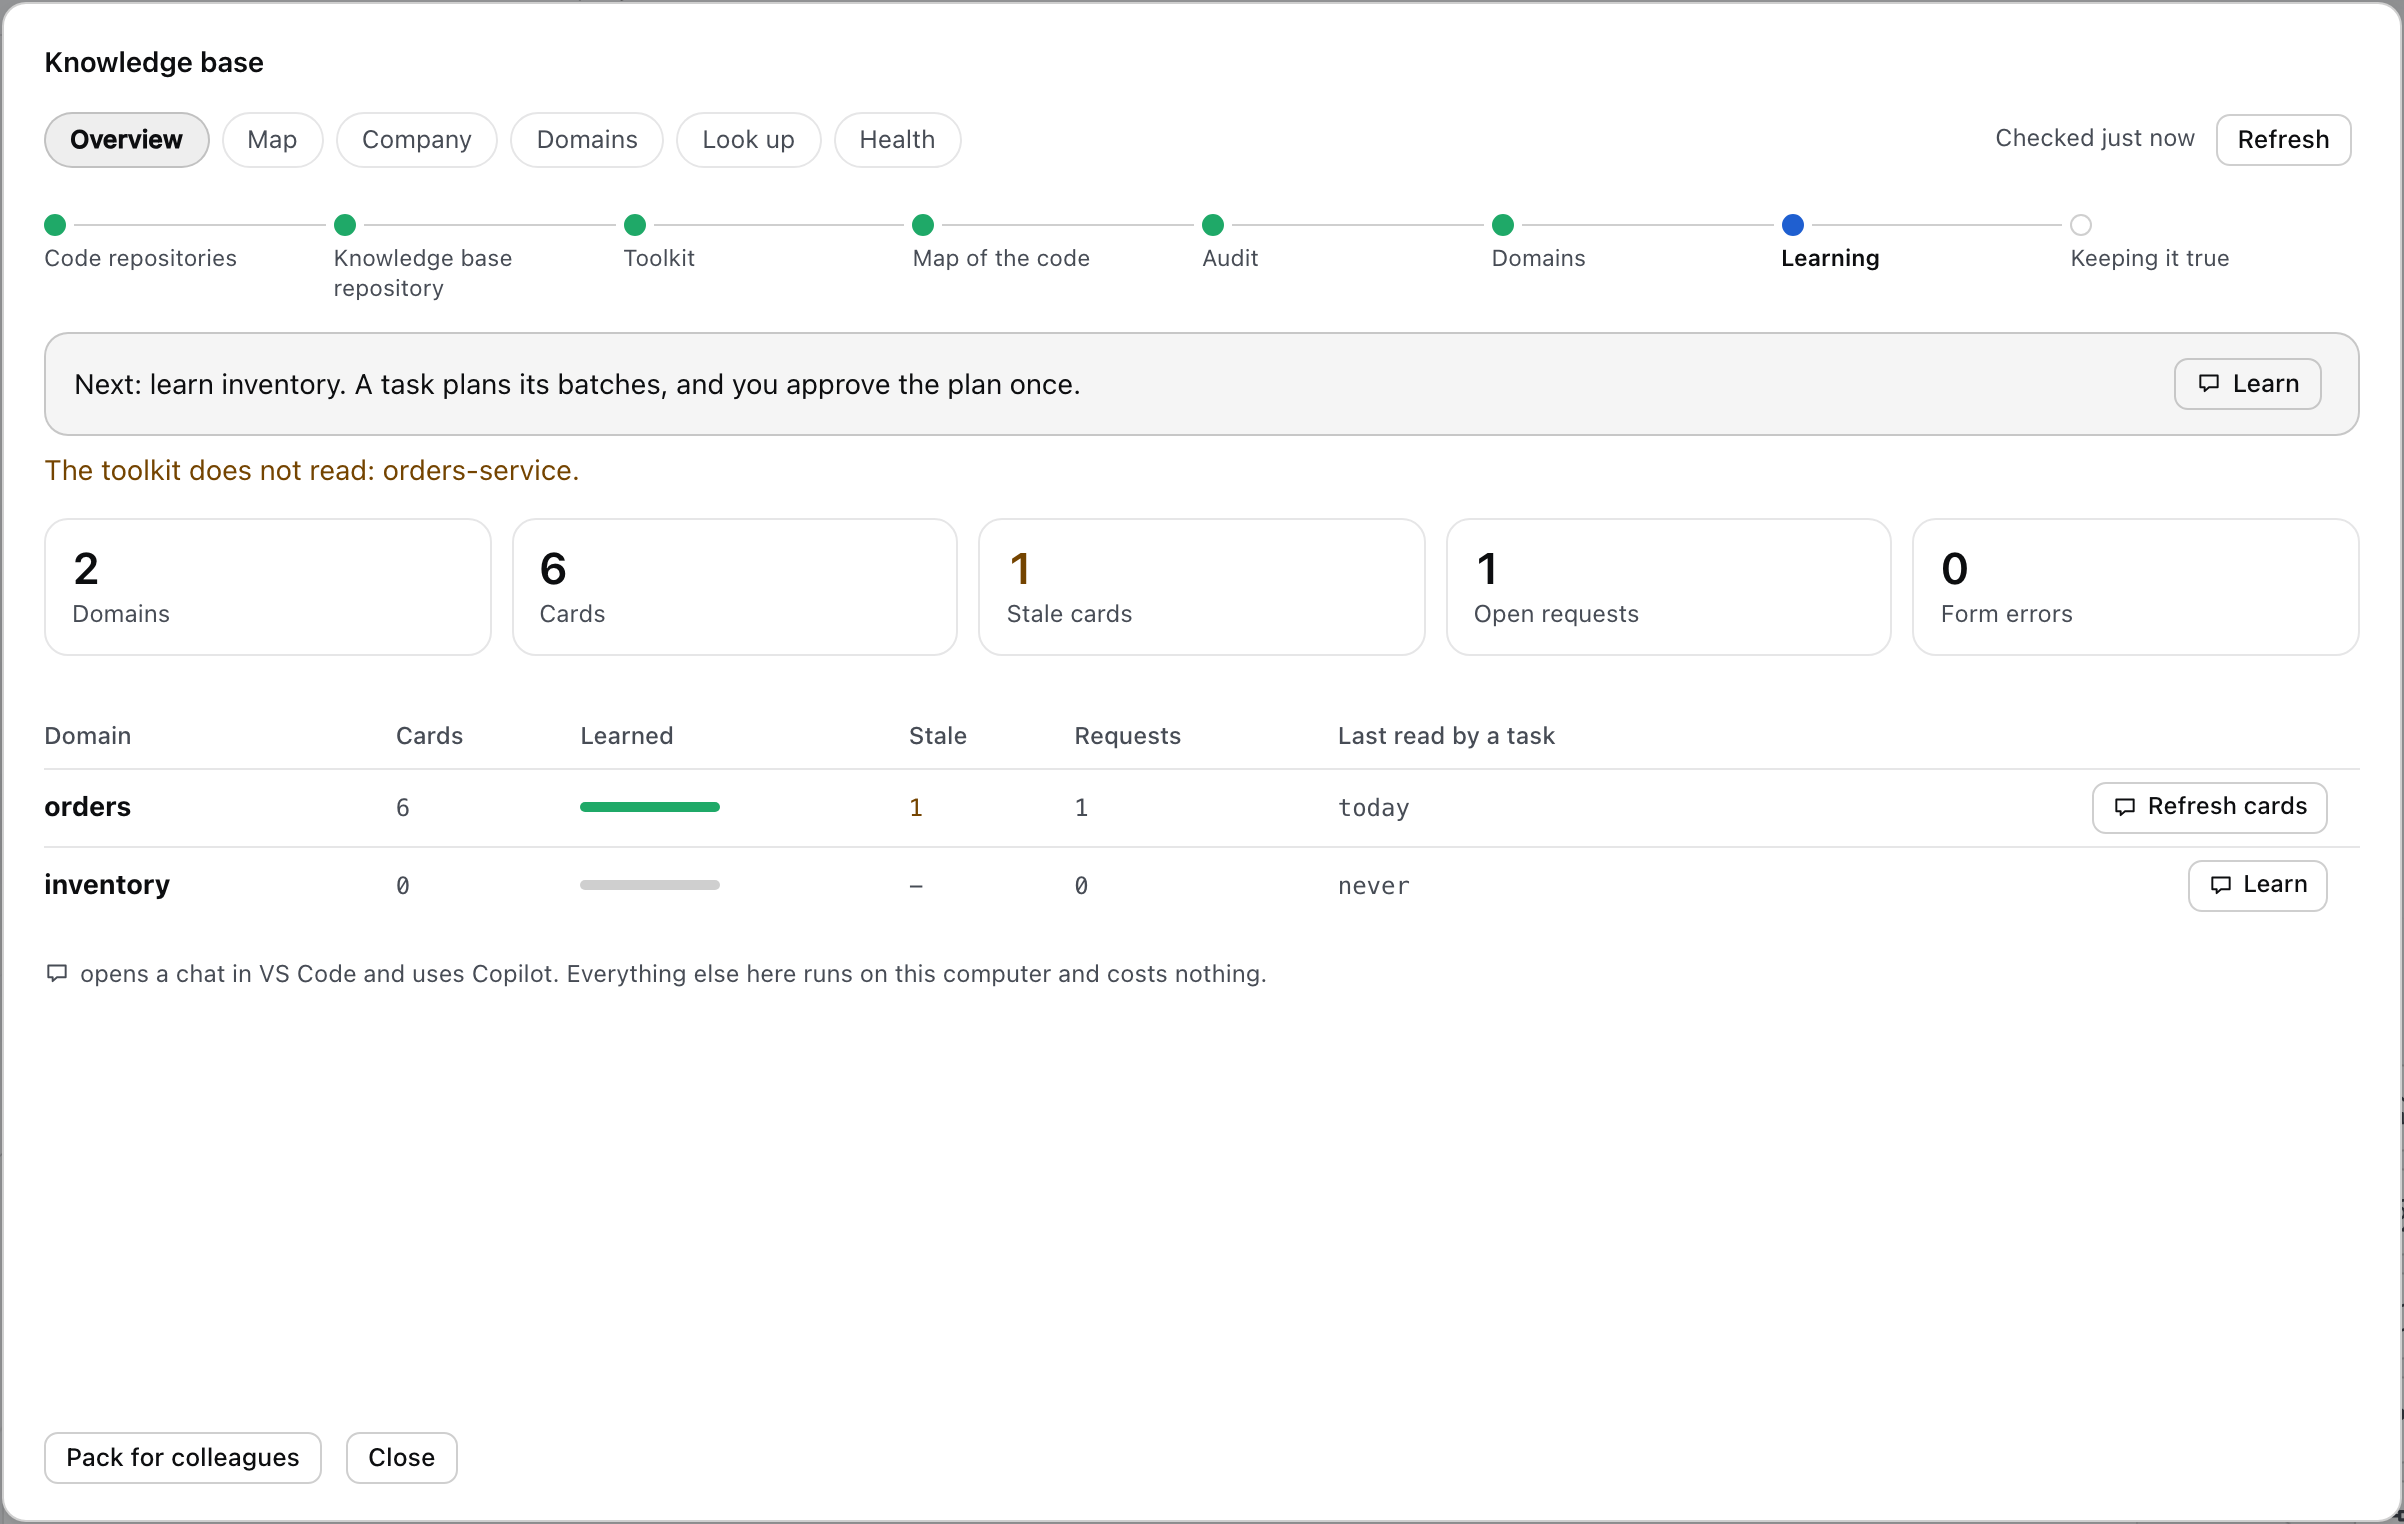 Knowledge base
Overview Map Company Domains Look up Health Checked just now Refresh
Code repositories Knowledge base repository Toolkit Map of the code Audit Domains Learning Keeping it true
Next: learn inventory. A task plans its batches, and you approve the plan once. Learn
The toolkit does not read: orders-service.
2 6 1 1 0
Domains Cards Stale cards Open requests Form errors
Domain Cards Learned Stale Requests Last read by a task
orders 6 1 1 today Refresh cards
inventory 0 – 0 never Learn
opens a chat in VS Code and uses Copilot. Everything else here runs on this computer and costs nothing.
Pack for colleagues Close